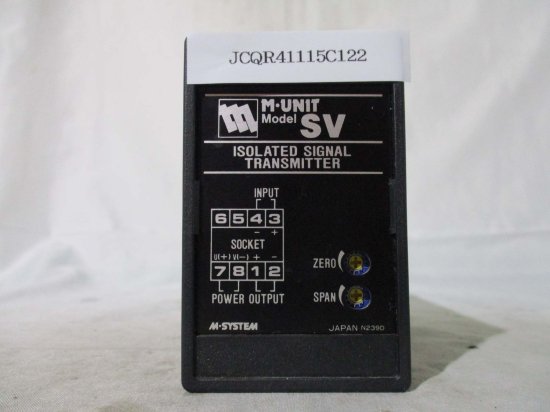 JCQR41115C122
M·UNIT
Model SV
ISOLATED SIGNAL
TRANSMITTER
INPUT
6 5 4 3
− +
SOCKET
U(+) V(−) + −
7 8 1 2
POWER OUTPUT
ZERO
SPAN
M-SYSTEM
JAPAN N2390